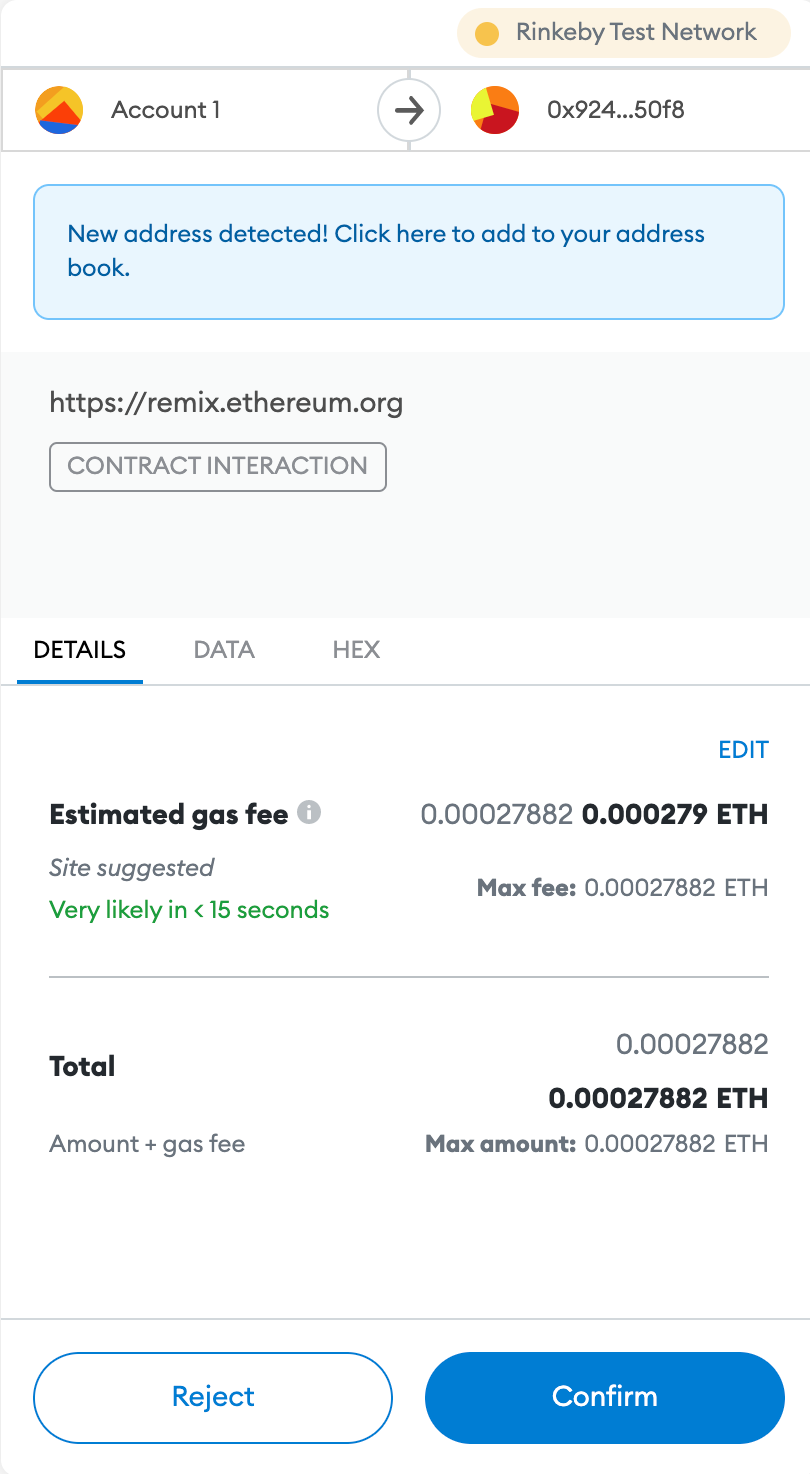 Rinkeby Test Network
Account 1
0x924...50f8
New address detected! Click here to add to your address
book.
https://remix.ethereum.org
CONTRACT INTERACTION
DETAILS DATA HEX
EDIT
Estimated gas fee 0.00027882 0.000279 ETH
Site suggested
Max fee: 0.00027882 ETH
Very likely in < 15 seconds
0.00027882
Total
0.00027882 ETH
Amount + gas fee Max amount: 0.00027882 ETH
Reject Confirm